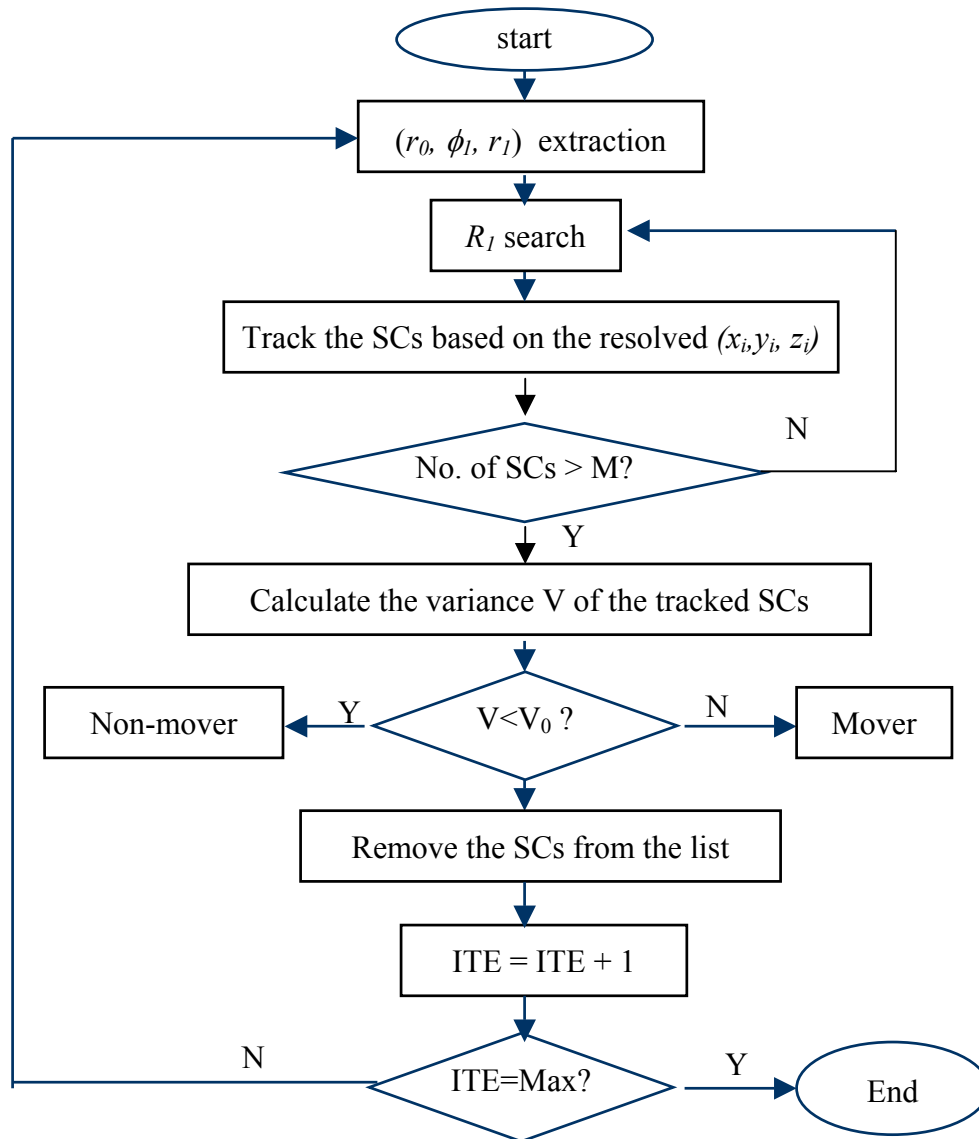 start
(r₀, ϕ₁, r₁) extraction
R₁ search
Track the SCs based on the resolved (xᵢ,yᵢ, zᵢ)
N
No. of SCs > M?
Y
Calculate the variance V of the tracked SCs
Non-mover
Y
V<V₀ ?
N
Mover
Remove the SCs from the list
ITE = ITE + 1
N
ITE=Max?
Y
End